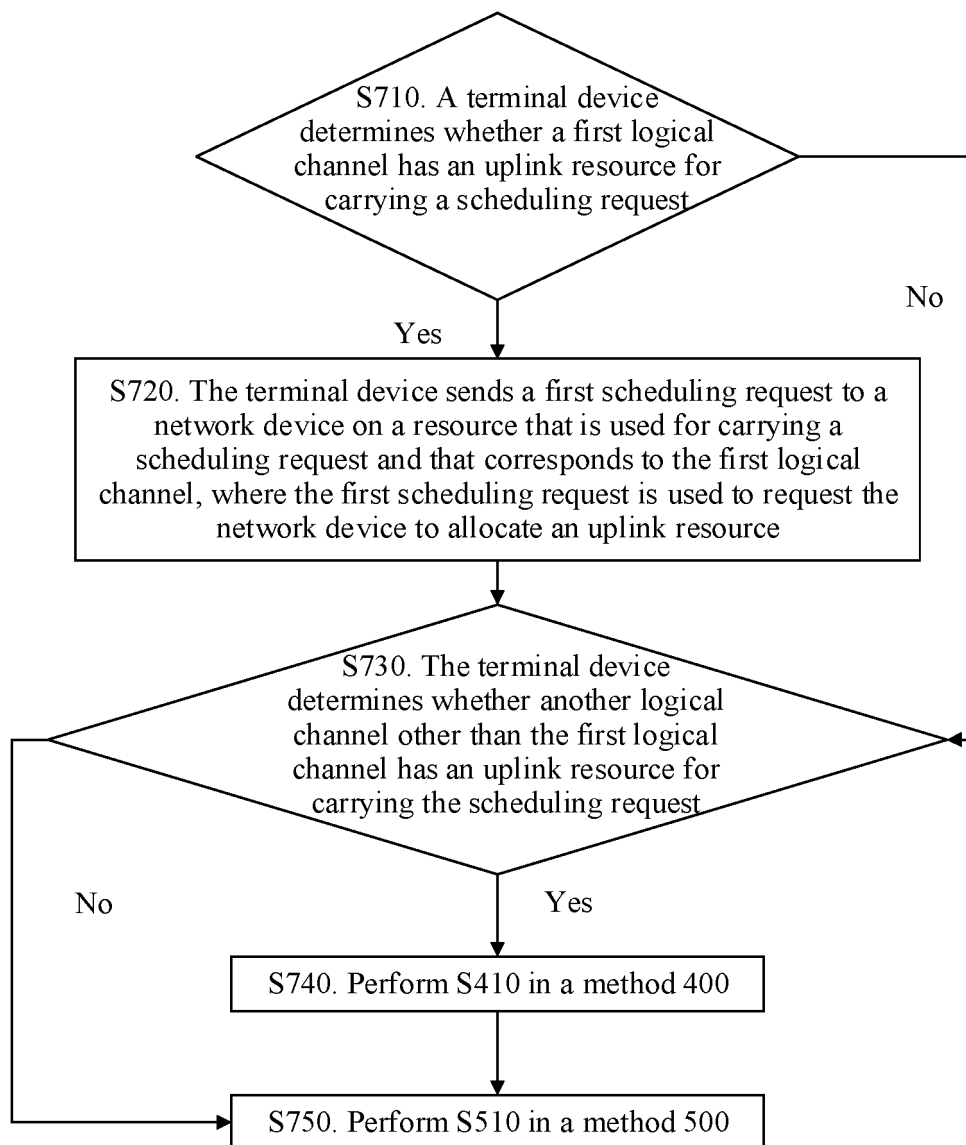 S710. A terminal device
determines whether a first logical
channel has an uplink resource for
carrying a scheduling request
No
Yes
S720. The terminal device sends a first scheduling request to a
network device on a resource that is used for carrying a
scheduling request and that corresponds to the first logical
channel, where the first scheduling request is used to request the
network device to allocate an uplink resource
S730. The terminal device
determines whether another logical
channel other than the first logical
channel has an uplink resource for
carrying the scheduling request
No
Yes
S740. Perform S410 in a method 400
S750. Perform S510 in a method 500